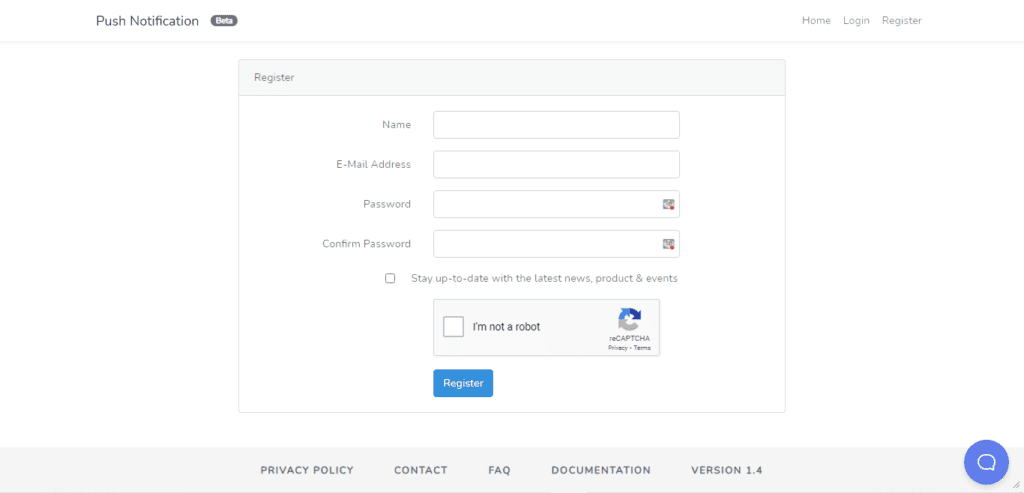 Push Notification Beta
Home Login Register
Register
Name
E-Mail Address
Password
Confirm Password
Stay up-to-date with the latest news, product & events
I'm not a robot
reCAPTCHA
Privacy - Terms
Register
PRIVACY POLICY CONTACT FAQ DOCUMENTATION VERSION 1.4